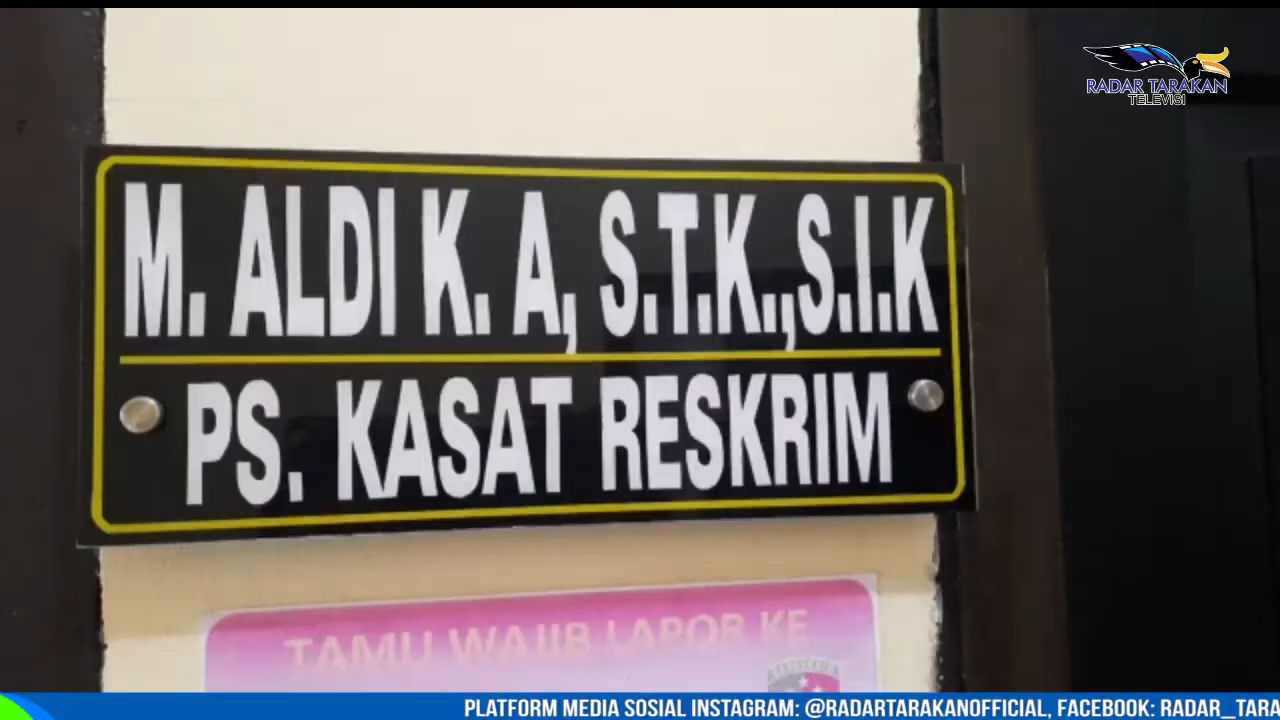 RADAR TARAKAN
TELEVISI
M. ALDI K. A, S.T.K.,S.I.K
PS. KASAT RESKRIM
TAMU WAJIB LAPOR KE
PLATFORM MEDIA SOSIAL INSTAGRAM: @RADARTARAKANOFFICIAL, FACEBOOK: RADAR_TARA